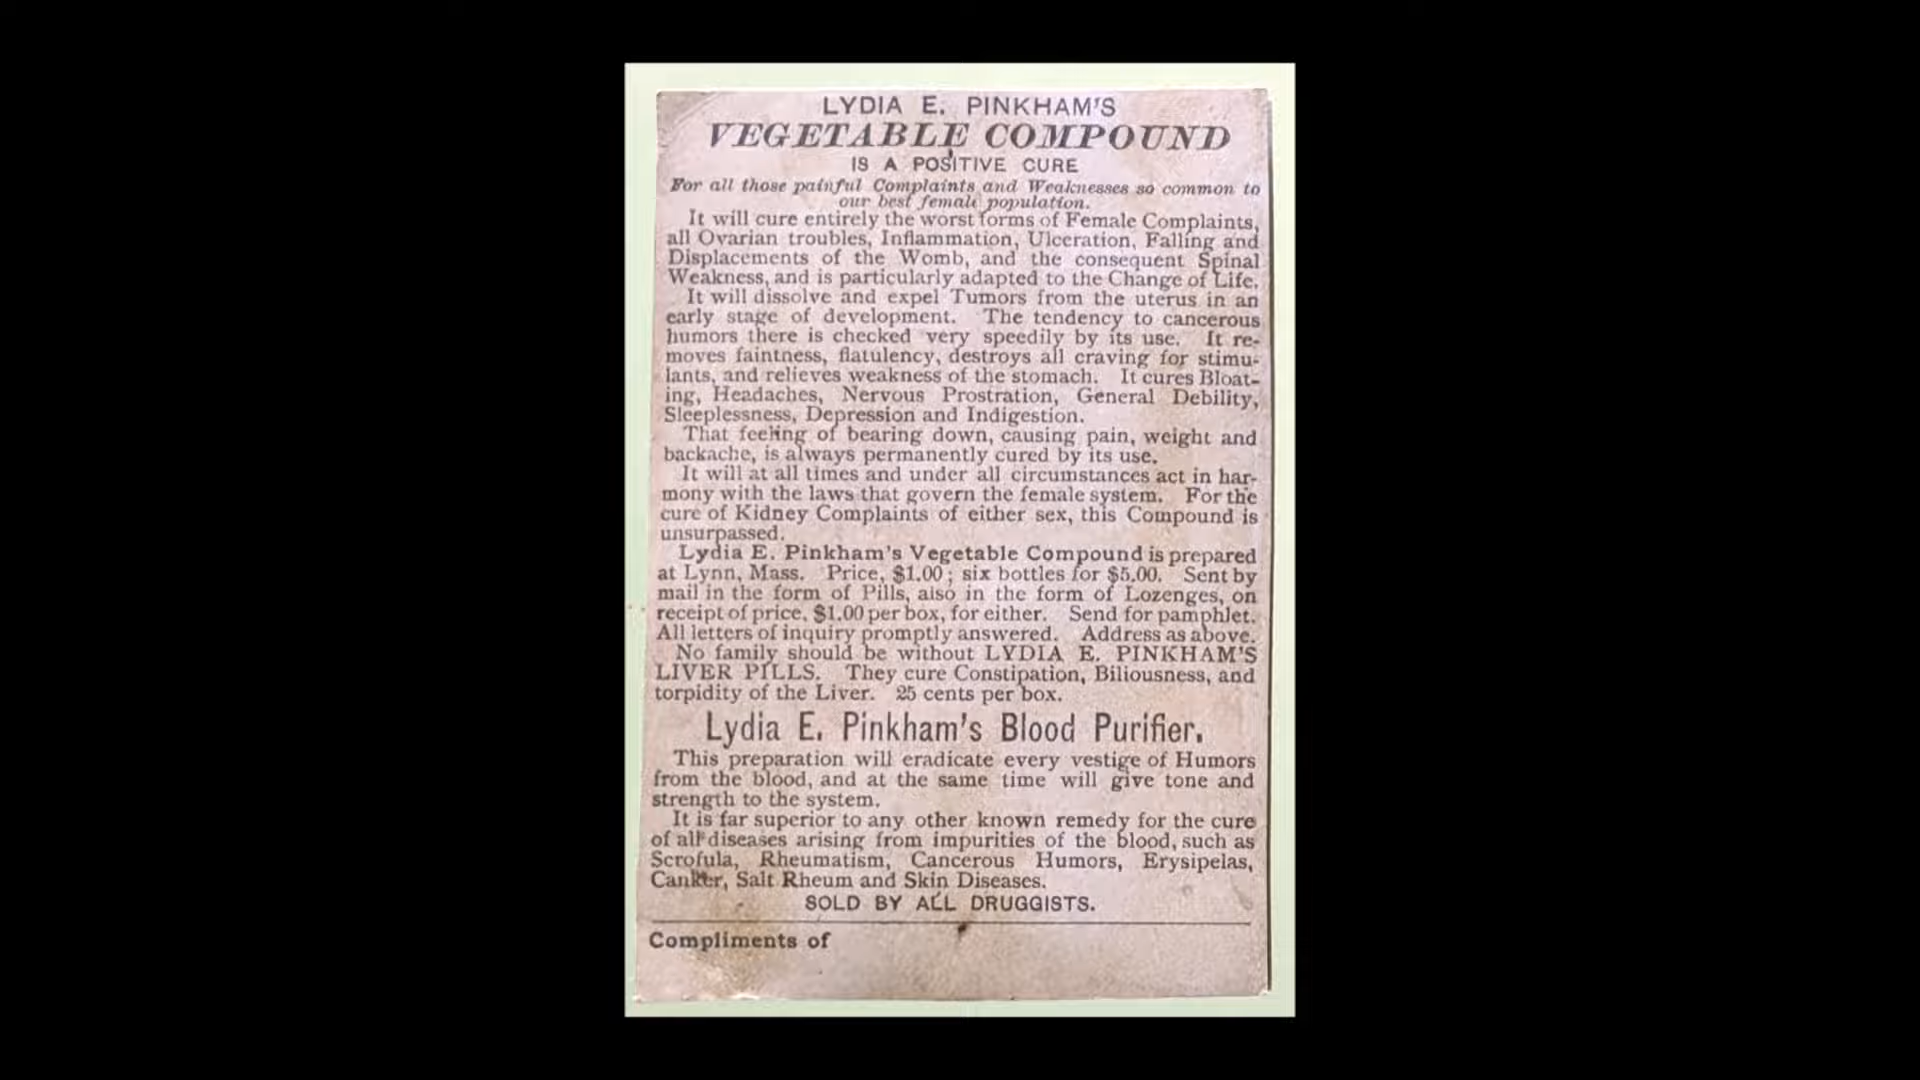 LYDIA E. PINKHAM'S
VEGETABLE COMPOUND
IS A POSITIVE CURE
For all those painful Complaints and Weaknesses so common to
our best female population.
It will cure entirely the worst forms of Female Complaints,
all Ovarian troubles, Inflammation, Ulceration, Falling and
Displacements of the Womb, and the consequent Spinal
Weakness, and is particularly adapted to the Change of Life.
It will dissolve and expel Tumors from the uterus in an
early stage of development. The tendency to cancerous
humors there is checked very speedily by its use. It re-
moves faintness, flatulency, destroys all craving for stimu-
lants, and relieves weakness of the stomach. It cures Bloat-
ing, Headaches, Nervous Prostration, General Debility,
Sleeplessness, Depression and Indigestion.
That feeling of bearing down, causing pain, weight and
backache, is always permanently cured by its use.
It will at all times and under all circumstances act in har-
mony with the laws that govern the female system. For the
cure of Kidney Complaints of either sex, this Compound is
unsurpassed.
Lydia E. Pinkham's Vegetable Compound is prepared
at Lynn, Mass. Price, $1.00; six bottles for $5.00. Sent by
mail in the form of Pills, also in the form of Lozenges, on
receipt of price, $1.00 per box, for either. Send for pamphlet.
All letters of inquiry promptly answered. Address as above.
No family should be without LYDIA E. PINKHAM'S
LIVER PILLS. They cure Constipation, Biliousness, and
torpidity of the Liver. 25 cents per box.
Lydia E. Pinkham's Blood Purifier.
This preparation will eradicate every vestige of Humors
from the blood, and at the same time will give tone and
strength to the system.
It is far superior to any other known remedy for the cure
of all diseases arising from impurities of the blood, such as
Scrofula, Rheumatism, Cancerous Humors, Erysipelas,
Canker, Salt Rheum and Skin Diseases.
SOLD BY ALL DRUGGISTS.
Compliments of